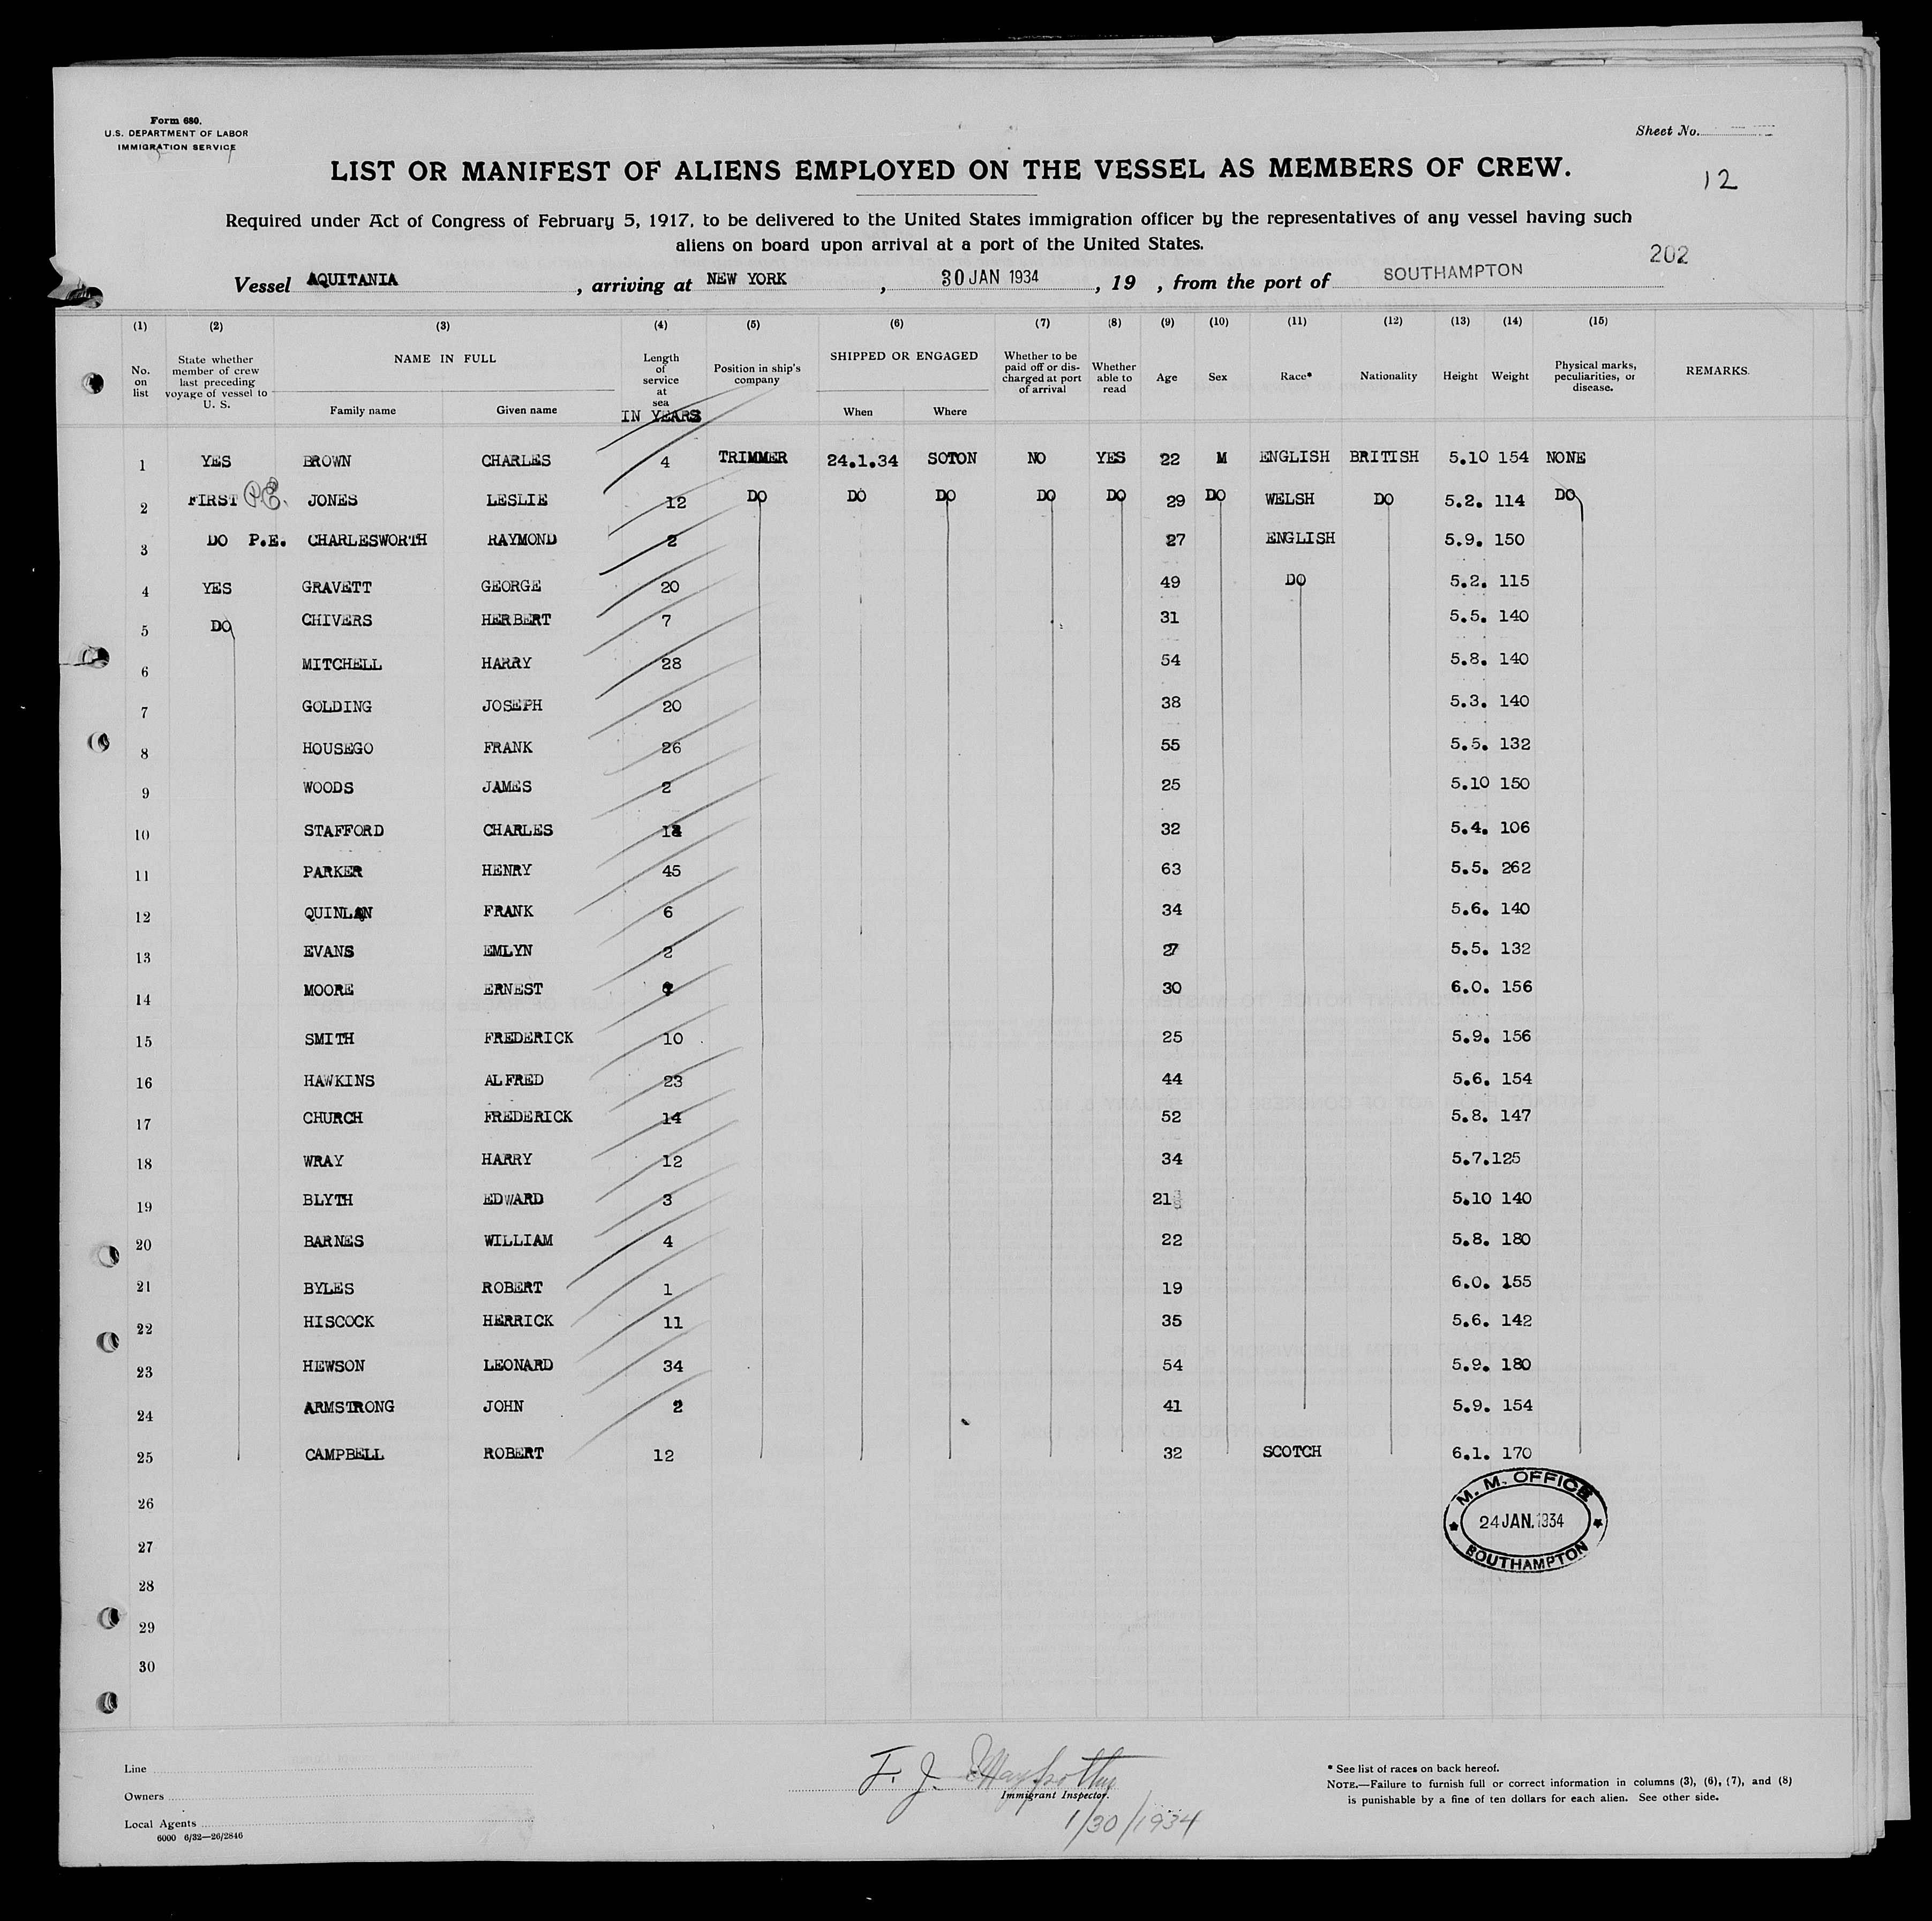 Form 680.
U.S. DEPARTMENT OF LABOR
IMMIGRATION SERVICE
Sheet No.
LIST OR MANIFEST OF ALIENS EMPLOYED ON THE VESSEL AS MEMBERS OF CREW.
12
Required under Act of Congress of February 5, 1917, to be delivered to the United States immigration officer by the representatives of any vessel having such
aliens on board upon arrival at a port of the United States.
202
Vessel AQUITANIA, arriving at NEW YORK, 30 JAN 1934, 19 , from the port of SOUTHAMPTON
(1) (2) (3) (4) (5) (6) (7) (8) (9) (10) (11) (12) (13) (14) (15)
No. on list
State whether member of crew last preceding voyage of vessel to U. S.
NAME IN FULL
Family name Given name
Length of service at sea
IN YEARS
Position in ship's company
SHIPPED OR ENGAGED
When Where
Whether to be paid off or discharged at port of arrival
Whether able to read
Age Sex Race* Nationality Height Weight
Physical marks, peculiarities, or disease.
REMARKS.
1 YES BROWN CHARLES 4 TRIMMER 24.1.34 SOTON NO YES 22 M ENGLISH BRITISH 5.10 154 NONE
2 FIRST P.E. JONES LESLIE 12 DO DO DO DO DO 29 DO WELSH DO 5.2. 114 DO
3 DO P.E. CHARLESWORTH RAYMOND 2 27 ENGLISH 5.9. 150
4 YES GRAVETT GEORGE 20 49 DO 5.2. 115
5 DO CHIVERS HERBERT 7 31 5.5. 140
6 MITCHELL HARRY 28 54 5.8. 140
7 GOLDING JOSEPH 20 38 5.3. 140
8 HOUSEGO FRANK 26 55 5.5. 132
9 WOODS JAMES 2 25 5.10 150
10 STAFFORD CHARLES 32 5.4. 106
11 PARKER HENRY 45 63 5.5. 262
12 QUINLAN FRANK 6 34 5.6. 140
13 EVANS EMLYN 2 27 5.5. 132
14 MOORE ERNEST 30 6.0. 156
15 SMITH FREDERICK 10 25 5.9. 156
16 HAWKINS ALFRED 23 44 5.6. 154
17 CHURCH FREDERICK 14 52 5.8. 147
18 WRAY HARRY 12 34 5.7.125
19 BLYTH EDWARD 3 21 5.10 140
20 BARNES WILLIAM 4 22 5.8. 180
21 BYLES ROBERT 1 19 6.0. 155
22 HISCOCK HERRICK 11 35 5.6. 142
23 HEWSON LEONARD 34 54 5.9. 180
24 ARMSTRONG JOHN 2 41 5.9. 154
25 CAMPBELL ROBERT 12 32 SCOTCH 6.1. 170
26
27
28
29
30
M. M. OFFICE
24 JAN. 1934
SOUTHAMPTON
Line
Owners
Local Agents
6000 6/32—26/2846
F. J.
Immigrant Inspector.
1/30/1934
* See list of races on back hereof.
NOTE.—Failure to furnish full or correct information in columns (3), (6), (7), and (8)
is punishable by a fine of ten dollars for each alien. See other side.